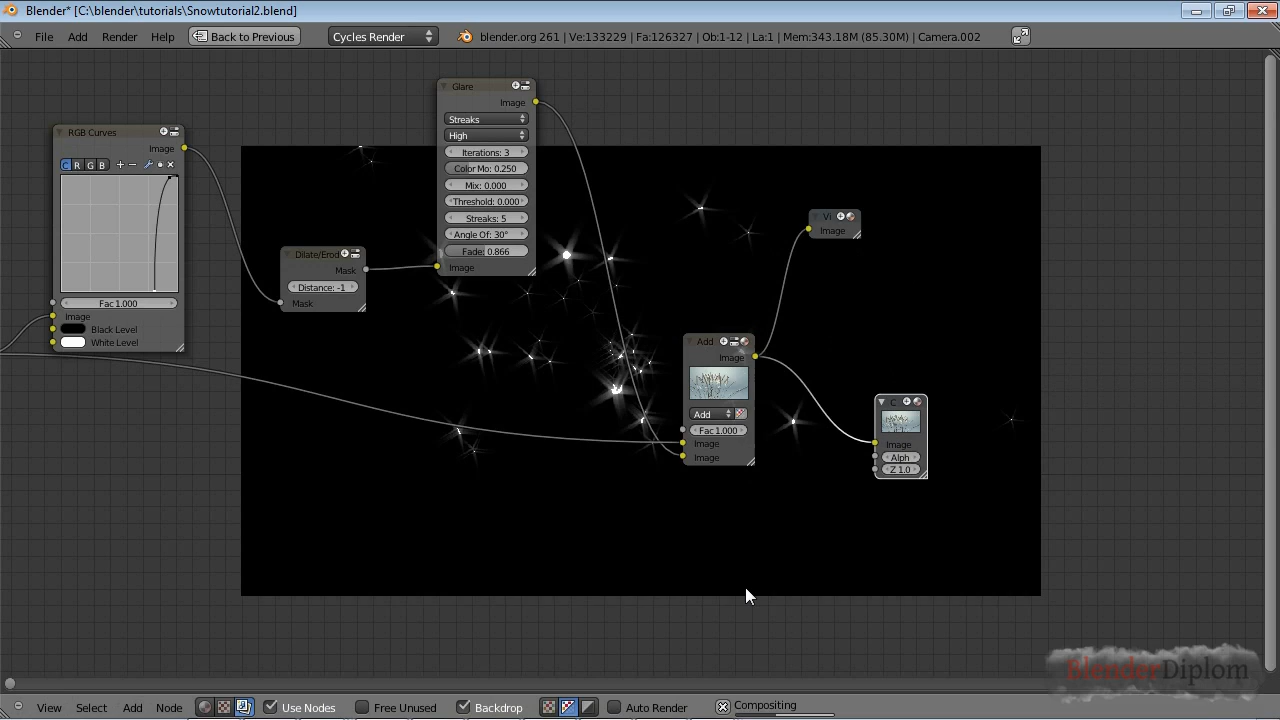 Blender* [C:\blender\tutorials\Snowtutorial2.blend]
File Add Render Help Back to Previous Cycles Render blender.org 261 | Ve:133229 | Fa:126327 | Ob:1-12 | La:1 | Mem:343.18M (85.30M) | Camera.002
Glare
Image
Streaks
High
Iterations: 3
Color Mo: 0.250
Mix: 0.000
Threshold: 0.000
Streaks: 5
Angle Of: 30°
Fade: 0.866
Image
RGB Curves
Image
C R G B
Fac 1.000
Image
Black Level
White Level
Dilate/Erod
Mask
Distance: -1
Mask
Vi
Image
Add
Image
Add
Fac 1.000
Image
Image
C
Image
Alph
Z 1.0
BlenderDiplom
View Select Add Node Use Nodes Free Unused Backdrop Auto Render Compositing